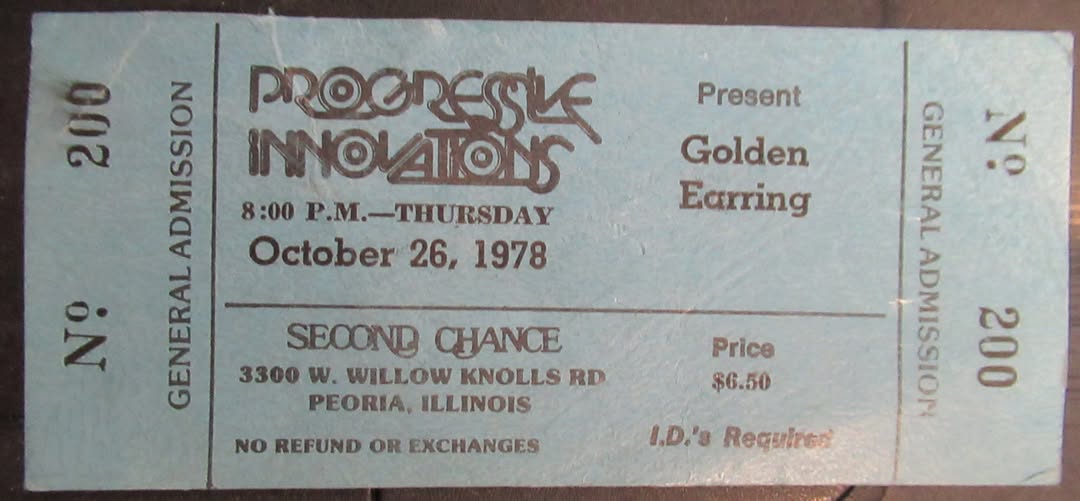 Nº 200
GENERAL ADMISSION
PROGRESSIVE
INNOVATIONS
8:00 P.M.—THURSDAY
October 26, 1978
Present
Golden
Earring
SECOND CHANCE
3300 W. WILLOW KNOLLS RD
PEORIA, ILLINOIS
NO REFUND OR EXCHANGES
Price
$6.50
I.D.'s Required
GENERAL ADMISSION
Nº 200